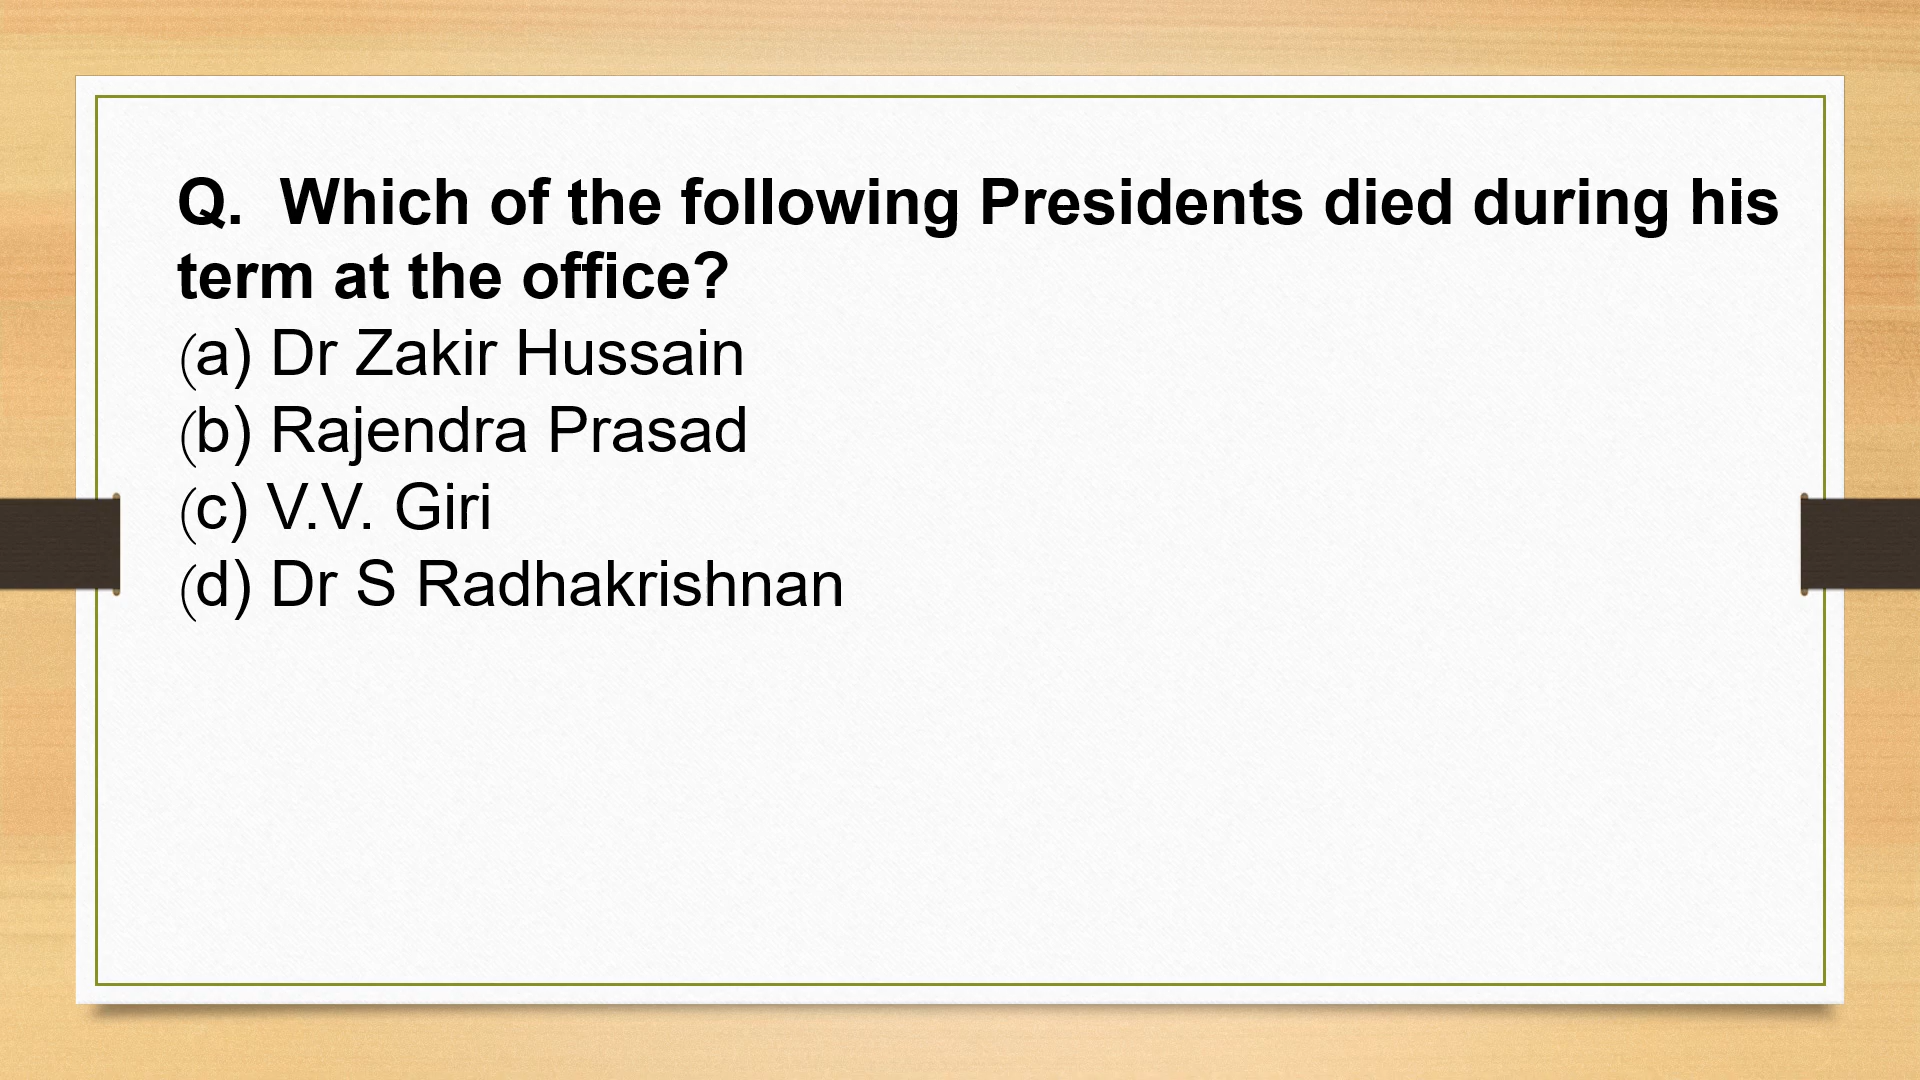 Q.  Which of the following Presidents died during his
term at the office?
(a) Dr Zakir Hussain
(b) Rajendra Prasad
(c) V.V. Giri
(d) Dr S Radhakrishnan